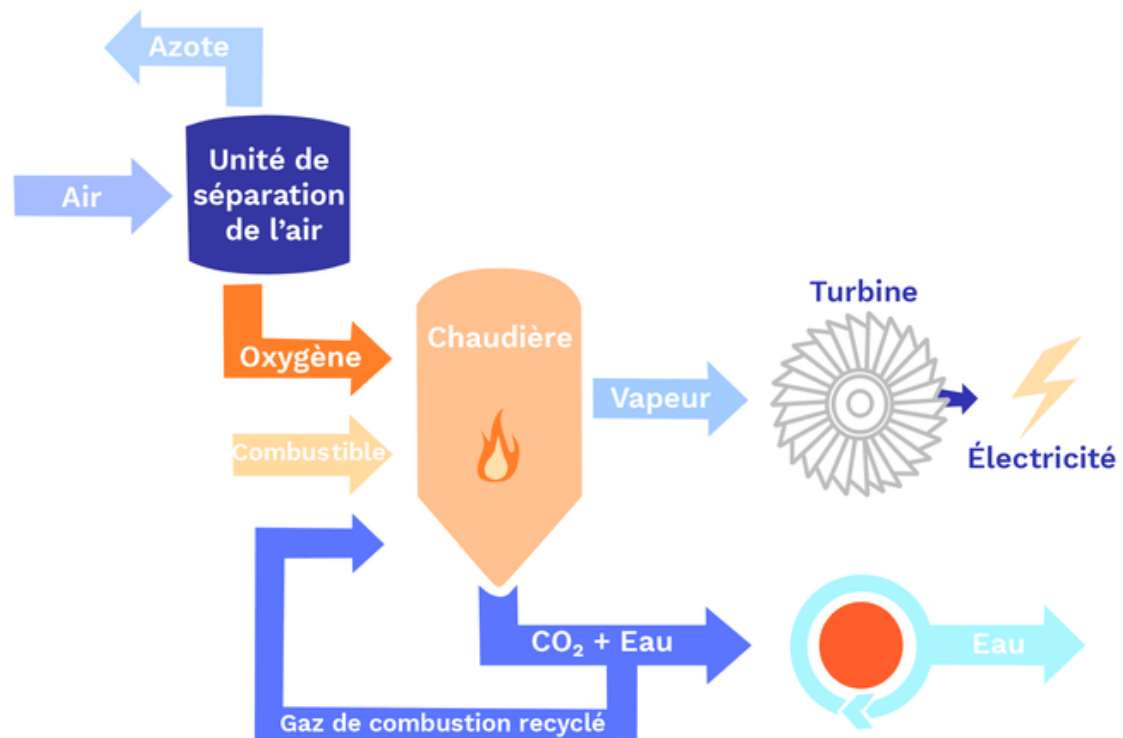 Azote
Unité de
séparation
de l'air
Air
Oxygène
Chaudière
Combustible
Vapeur
Turbine
Électricité
CO₂ + Eau
Eau
Gaz de combustion recyclé